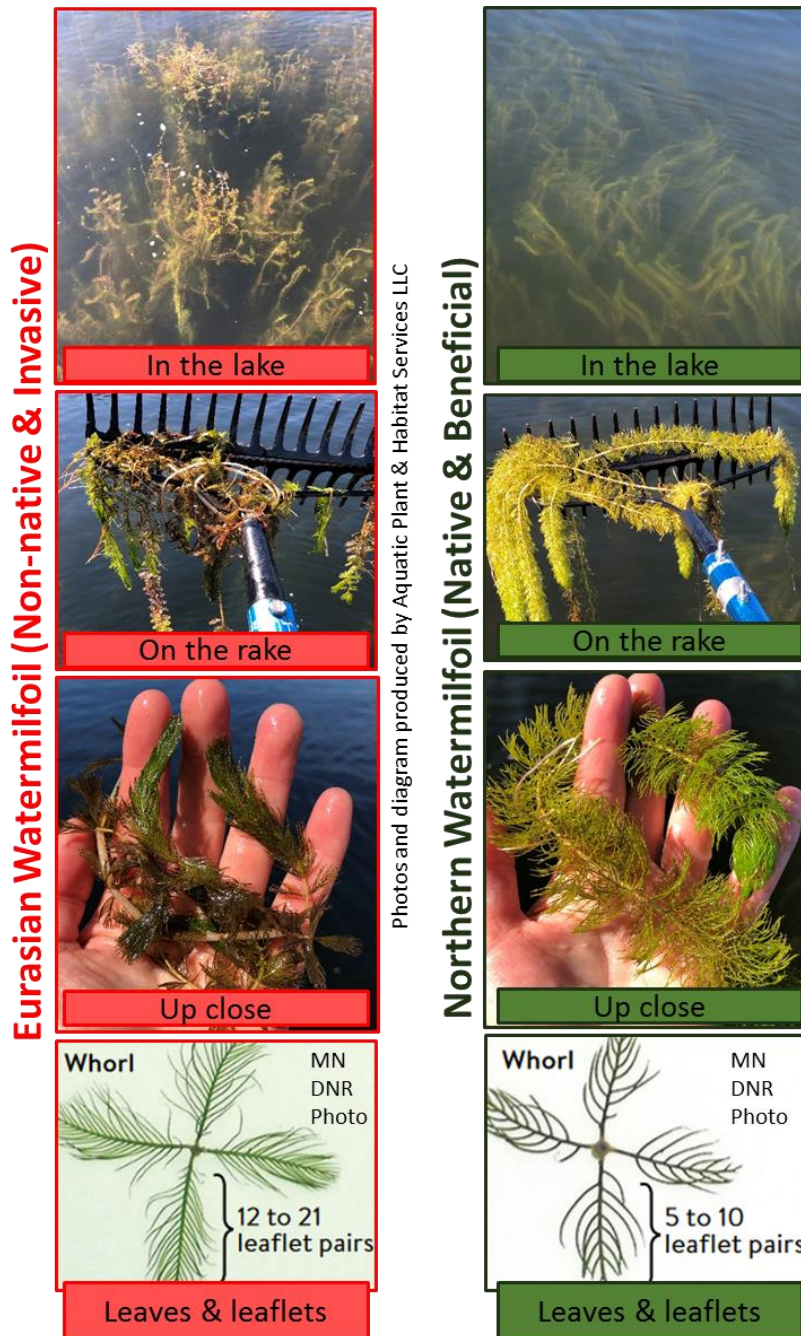 Eurasian Watermilfoil (Non-native & Invasive)
In the lake
On the rake
Up close
Whorl
MN
DNR
Photo
12 to 21
leaflet pairs
Leaves & leaflets
Photos and diagram produced by Aquatic Plant & Habitat Services LLC
Northern Watermilfoil (Native & Beneficial)
In the lake
On the rake
Up close
Whorl
MN
DNR
Photo
5 to 10
leaflet pairs
Leaves & leaflets